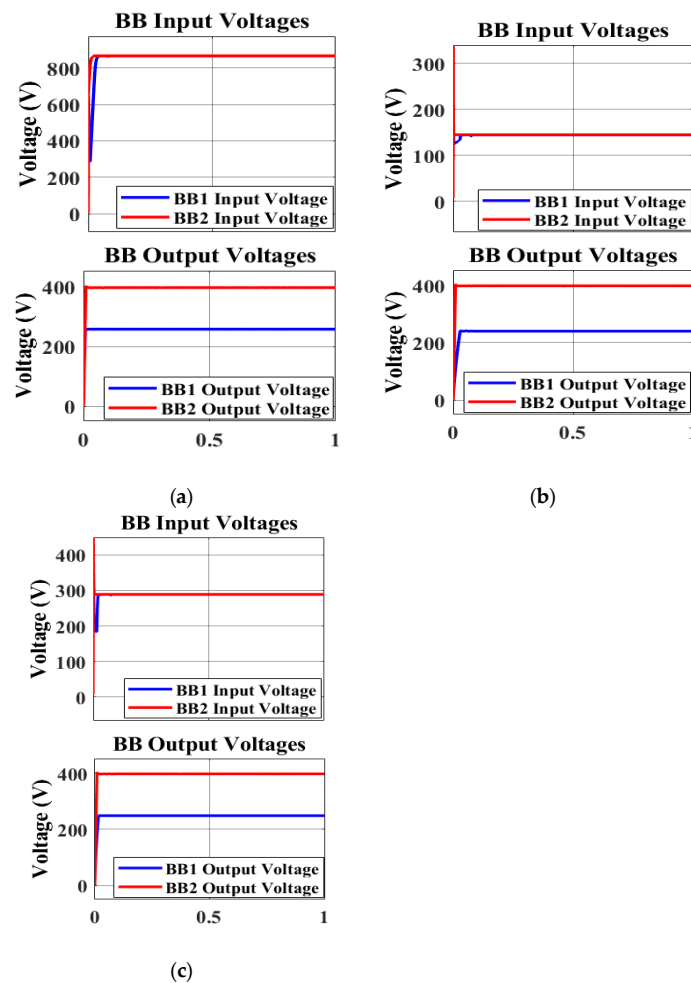 BB Input Voltages
Voltage (V)
800
600
400
200
0
BB1 Input Voltage
BB2 Input Voltage
BB Output Voltages
Voltage (V)
400
200
0
BB1 Output Voltage
BB2 Output Voltage
0 0.5 1
(a)
BB Input Voltages
Voltage (V)
300
200
100
0
BB1 Input Voltage
BB2 Input Voltage
BB Output Voltages
Voltage (V)
400
200
0
BB1 Output Voltage
BB2 Output Voltage
0 0.5 1
(b)
BB Input Voltages
Voltage (V)
400
300
200
100
0
BB1 Input Voltage
BB2 Input Voltage
BB Output Voltages
Voltage (V)
400
200
0
BB1 Output Voltage
BB2 Output Voltage
0 0.5 1
(c)